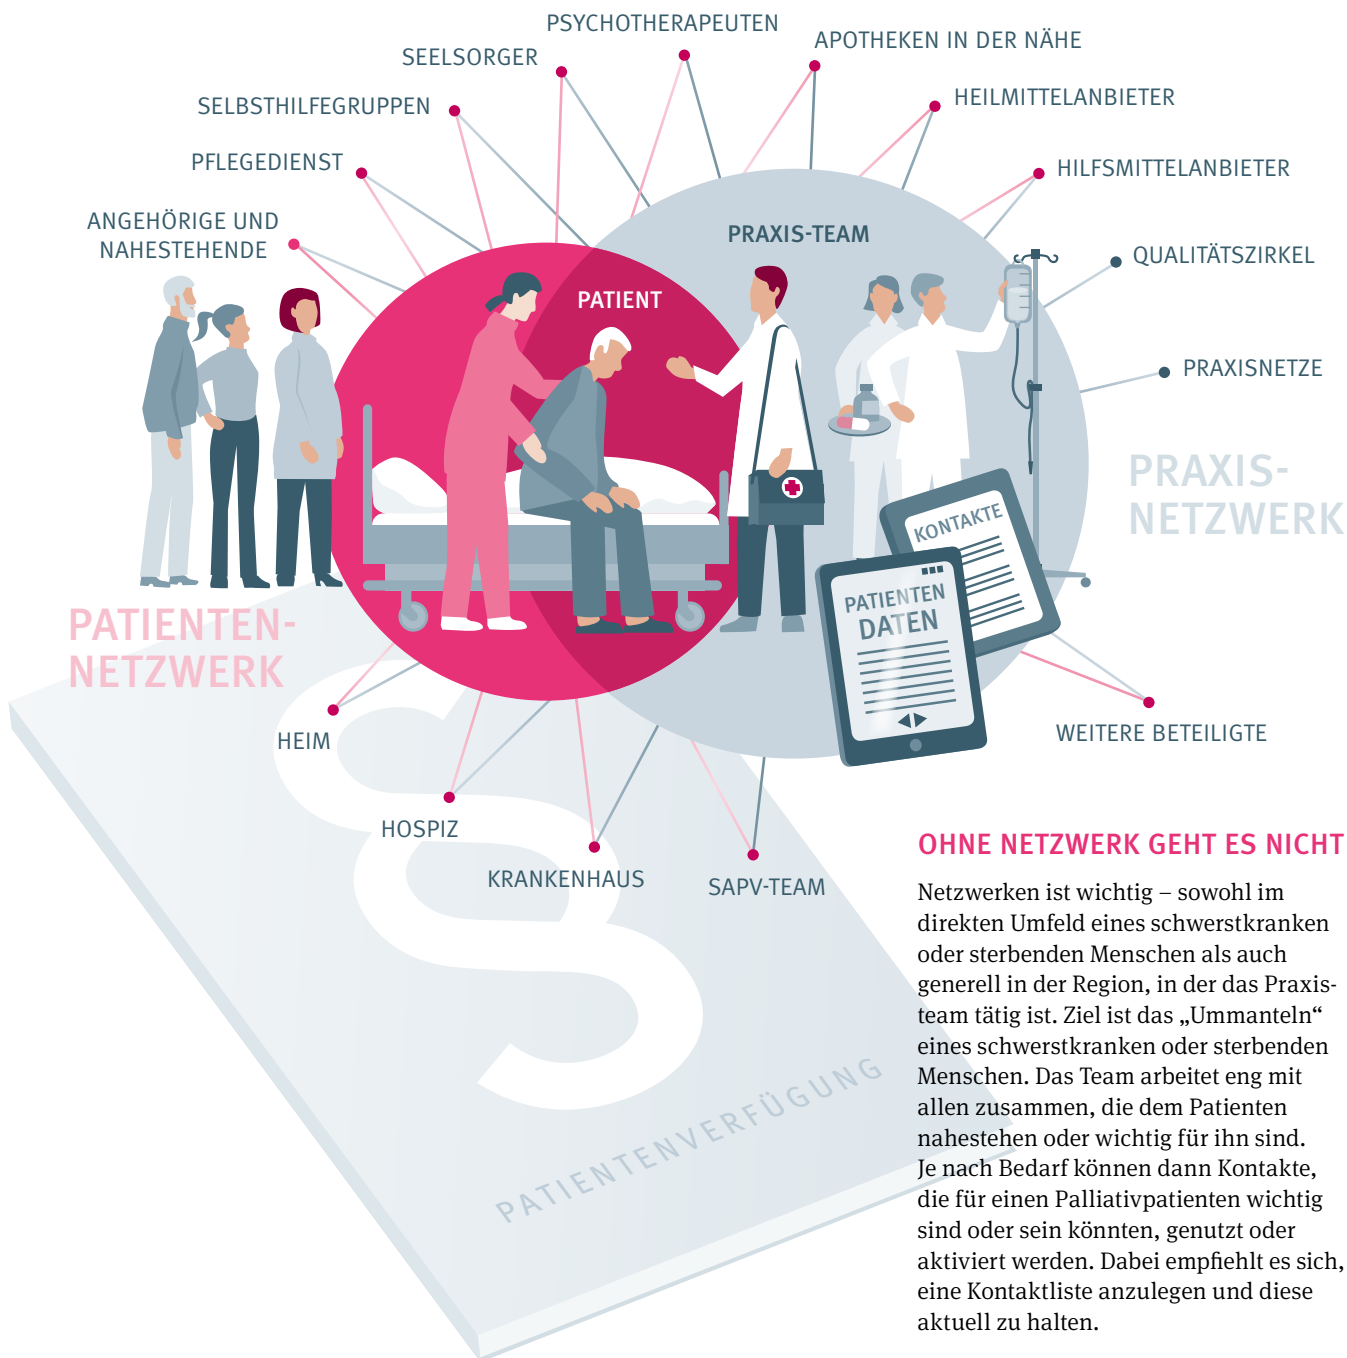 PSYCHOTHERAPEUTEN
APOTHEKEN IN DER NÄHE
SEELSORGER
HEILMITTELANBIETER
SELBSTHILFEGRUPPEN
PFLEGEDIENST
HILFSMITTELANBIETER
ANGEHÖRIGE UND
NAHESTEHENDE
PRAXIS-TEAM
QUALITÄTSZIRKEL
PATIENT
PRAXISNETZE
PRAXIS-
NETZWERK
KONTAKTE
PATIENTEN
DATEN
PATIENTEN-
NETZWERK
HEIM
WEITERE BETEILIGTE
HOSPIZ
KRANKENHAUS
SAPV-TEAM
§
PATIENTENVERFÜGUNG
OHNE NETZWERK GEHT ES NICHT
Netzwerken ist wichtig – sowohl im
direkten Umfeld eines schwerstkranken
oder sterbenden Menschen als auch
generell in der Region, in der das Praxis-
team tätig ist. Ziel ist das „Ummanteln“
eines schwerstkranken oder sterbenden
Menschen. Das Team arbeitet eng mit
allen zusammen, die dem Patienten
nahestehen oder wichtig für ihn sind.
Je nach Bedarf können dann Kontakte,
die für einen Palliativpatienten wichtig
sind oder sein könnten, genutzt oder
aktiviert werden. Dabei empfiehlt es sich,
eine Kontaktliste anzulegen und diese
aktuell zu halten.